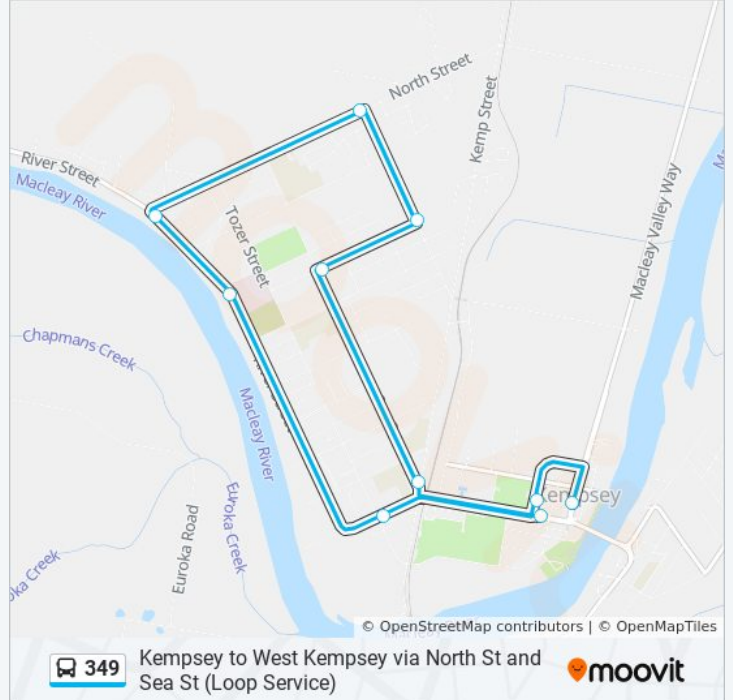 North Street
Kemp Street
River Street
Macleay River
Tozer Street
Macleay Valley Way
Chapmans Creek
Macleay River
Euroka Creek
Euroka Road
Creek
Kempsey
© OpenStreetMap contributors | © OpenMapTiles
349
Kempsey to West Kempsey via North St and
Sea St (Loop Service)
moovit